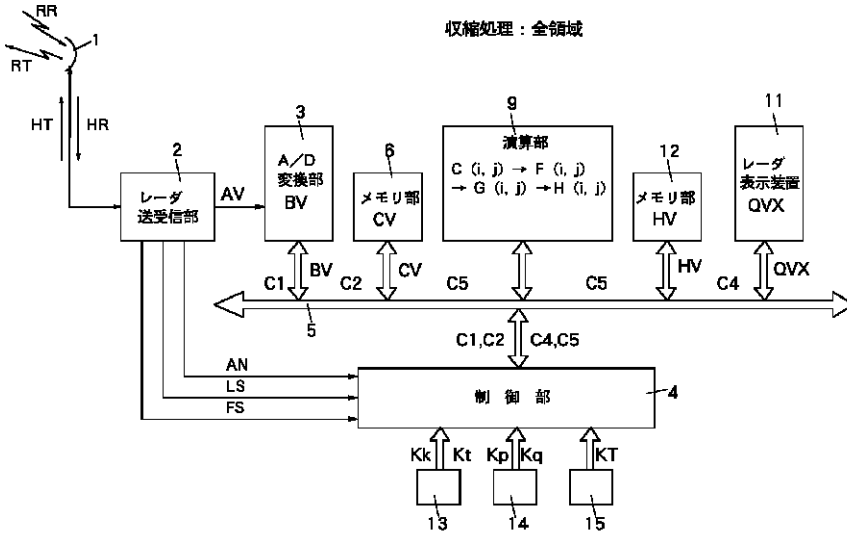 収縮処理：全領域
RR
1
RT
HT
HR
2
レーダ
送受信部
AV
3
A／D
変換部
BV
6
メモリ部
CV
9
演算部
C (i, j) → F (i, j)
→ G (i, j) → H (i, j)
12
メモリ部
HV
11
レーダ
表示装置
QVX
C1
BV
C2
CV
C5
C5
HV
C4
QVX
5
C1,C2
C4,C5
AN
LS
FS
制御部
4
Kk
Kt
Kp
Kq
KT
13
14
15